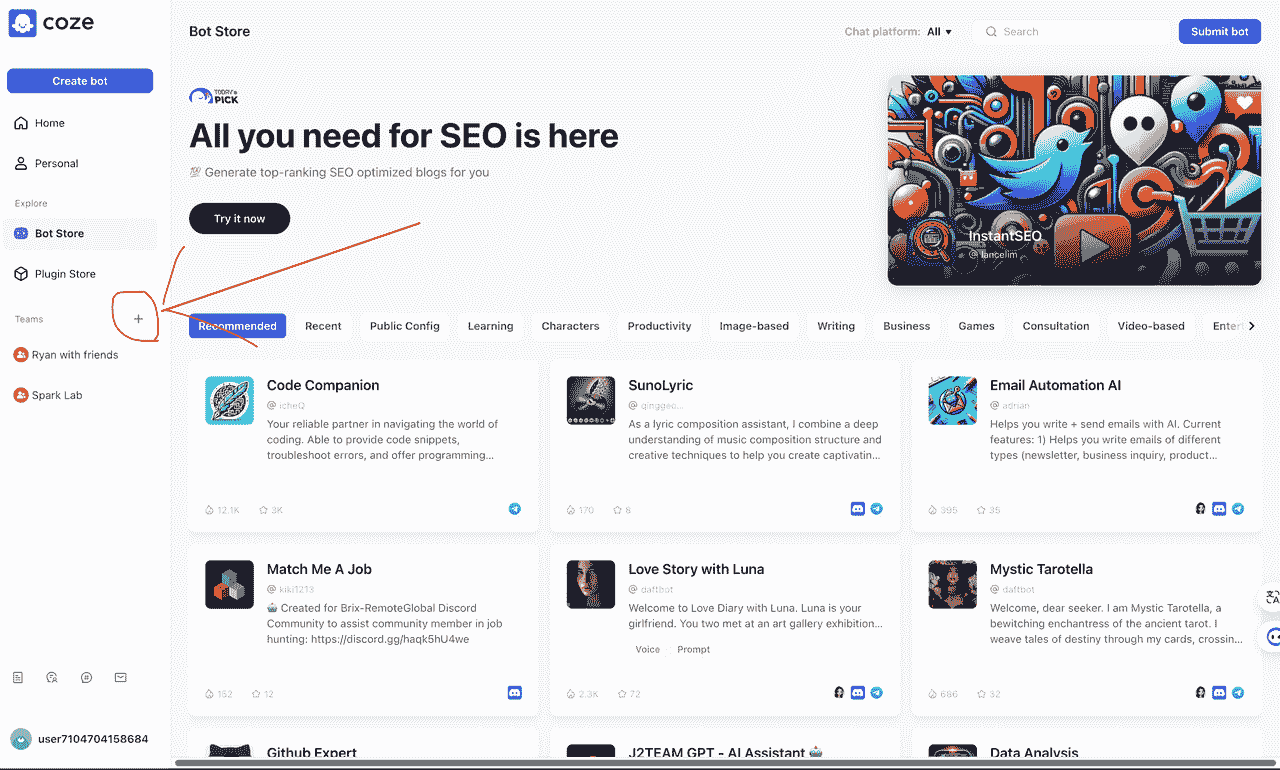 coze
Bot Store
Chat platform: All
Search
Submit bot
Create bot
Home
Personal
Explore
Bot Store
Plugin Store
Teams
Ryan with friends
Spark Lab
user7104704158684
TODAY'S
PICK
All you need for SEO is here
💯 Generate top-ranking SEO optimized blogs for you
Try it now
InstantSEO
@ lancelim
Recommended
Recent
Public Config
Learning
Characters
Productivity
Image-based
Writing
Business
Games
Consultation
Video-based
Enter
Code Companion
@ icheQ
Your reliable partner in navigating the world of
coding. Able to provide code snippets,
troubleshoot errors, and offer programming...
12.1K
3K
SunoLyric
@ qinggeo...
As a lyric composition assistant, I combine a deep
understanding of music composition structure and
creative techniques to help you create captivatin...
170
8
Email Automation AI
@ adrian
Helps you write + send emails with AI. Current
features: 1) Helps you write emails of different
types (newsletter, business inquiry, product...
395
35
Match Me A Job
@ kiki1213
🤖 Created for Brix-RemoteGlobal Discord
Community to assist community member in job
hunting: https://discord.gg/haqk5hU4we
152
12
Love Story with Luna
@ daftbot
Welcome to Love Diary with Luna. Luna is your
girlfriend. You two met at an art gallery exhibition...
Voice
Prompt
2.3K
72
Mystic Tarotella
@ daftbot
Welcome, dear seeker. I am Mystic Tarotella, a
bewitching enchantress of the ancient tarot. I
weave tales of destiny through my cards, crossin...
686
32
Github Expert
J2TEAM GPT - AI Assistant 🤖
Data Analysis